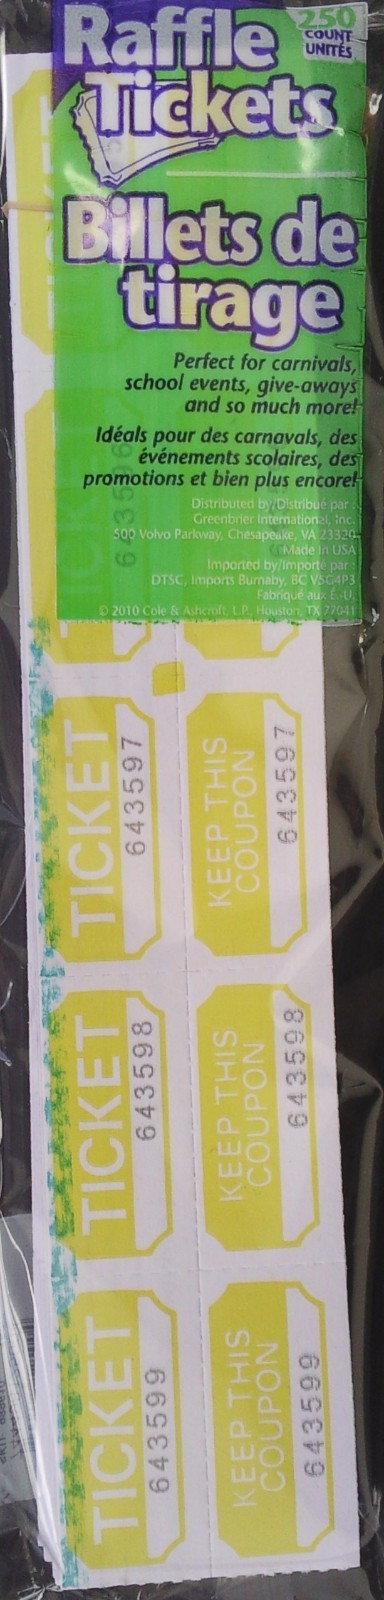 Raffle
Tickets
250
COUNT
UNITÉS
Billets de
tirage
Perfect for carnivals,
school events, give-aways
and so much more!
Idéals pour des carnavals, des
événements scolaires, des
promotions et bien plus encore!
Distributed by/Distribué par :
Greenbrier International, Inc.
500 Volvo Parkway, Chesapeake, VA 23320
Made In USA
Imported by/Importé par :
DTSC, Imports Burnaby, BC V5C4P3
Fabriqué aux É.-U.
© 2010 Cole & Ashcroft, L.P., Houston, TX 77041
643596
TICKET
643597
KEEP THIS
COUPON
643597
TICKET
643598
KEEP THIS
COUPON
643598
TICKET
643599
KEEP THIS
COUPON
643599